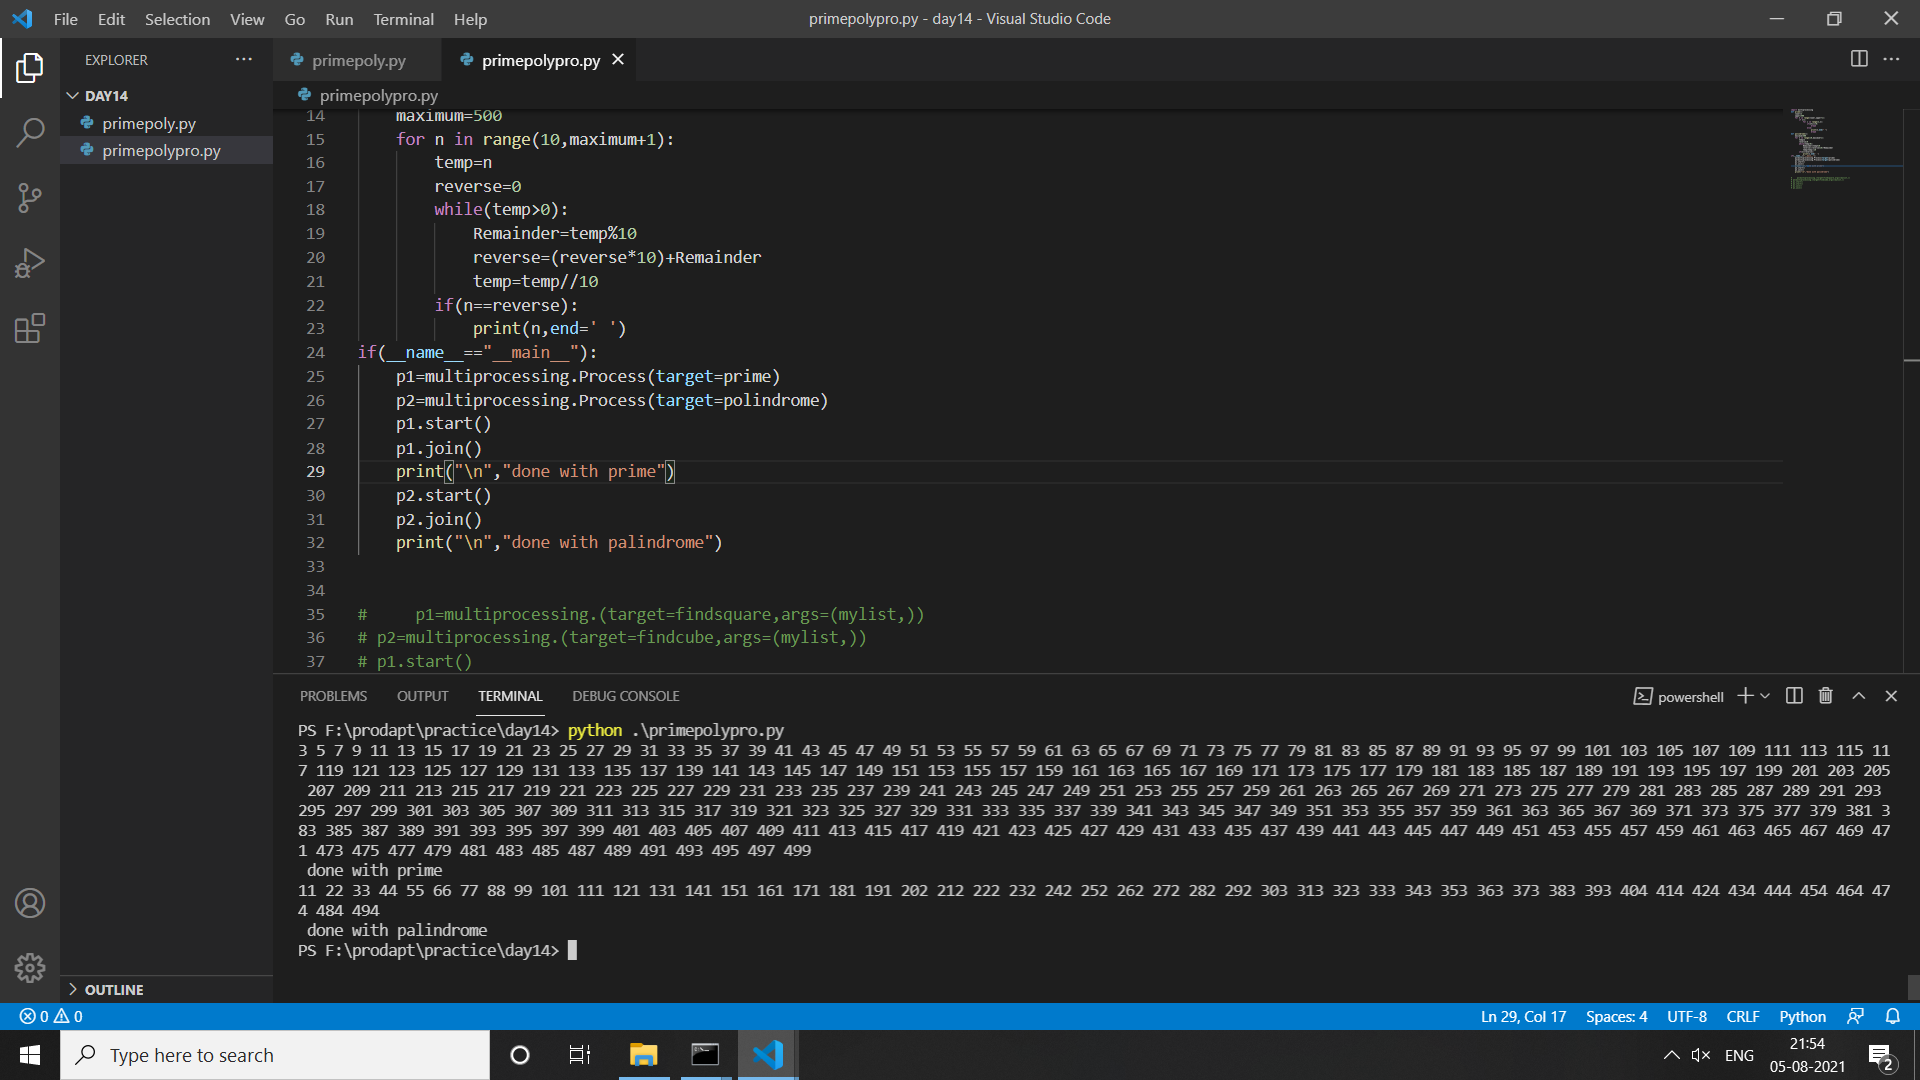 File Edit Selection View Go Run Terminal Help
primepolypro.py - day14 - Visual Studio Code
EXPLORER
DAY14
primepoly.py
primepolypro.py
OUTLINE
primepoly.py
primepolypro.py
primepolypro.py
14 maximum=500
15 for n in range(10,maximum+1):
16 temp=n
17 reverse=0
18 while(temp>0):
19 Remainder=temp%10
20 reverse=(reverse*10)+Remainder
21 temp=temp//10
22 if(n==reverse):
23 print(n,end=' ')
24 if(__name__=="__main__"):
25 p1=multiprocessing.Process(target=prime)
26 p2=multiprocessing.Process(target=polindrome)
27 p1.start()
28 p1.join()
29 print("\n","done with prime")
30 p2.start()
31 p2.join()
32 print("\n","done with palindrome")
33
34
35 # p1=multiprocessing.(target=findsquare,args=(mylist,))
36 # p2=multiprocessing.(target=findcube,args=(mylist,))
37 # p1.start()
PROBLEMS OUTPUT TERMINAL DEBUG CONSOLE
powershell
PS F:\prodapt\practice\day14> python .\primepolypro.py
3 5 7 9 11 13 15 17 19 21 23 25 27 29 31 33 35 37 39 41 43 45 47 49 51 53 55 57 59 61 63 65 67 69 71 73 75 77 79 81 83 85 87 89 91 93 95 97 99 101 103 105 107 109 111 113 115 11
7 119 121 123 125 127 129 131 133 135 137 139 141 143 145 147 149 151 153 155 157 159 161 163 165 167 169 171 173 175 177 179 181 183 185 187 189 191 193 195 197 199 201 203 205
207 209 211 213 215 217 219 221 223 225 227 229 231 233 235 237 239 241 243 245 247 249 251 253 255 257 259 261 263 265 267 269 271 273 275 277 279 281 283 285 287 289 291 293
295 297 299 301 303 305 307 309 311 313 315 317 319 321 323 325 327 329 331 333 335 337 339 341 343 345 347 349 351 353 355 357 359 361 363 365 367 369 371 373 375 377 379 381 3
83 385 387 389 391 393 395 397 399 401 403 405 407 409 411 413 415 417 419 421 423 425 427 429 431 433 435 437 439 441 443 445 447 449 451 453 455 457 459 461 463 465 467 469 47
1 473 475 477 479 481 483 485 487 489 491 493 495 497 499
done with prime
11 22 33 44 55 66 77 88 99 101 111 121 131 141 151 161 171 181 191 202 212 222 232 242 252 262 272 282 292 303 313 323 333 343 353 363 373 383 393 404 414 424 434 444 454 464 47
4 484 494
done with palindrome
PS F:\prodapt\practice\day14>
0 0
Ln 29, Col 17 Spaces: 4 UTF-8 CRLF Python
Type here to search
ENG
21:54
05-08-2021
2